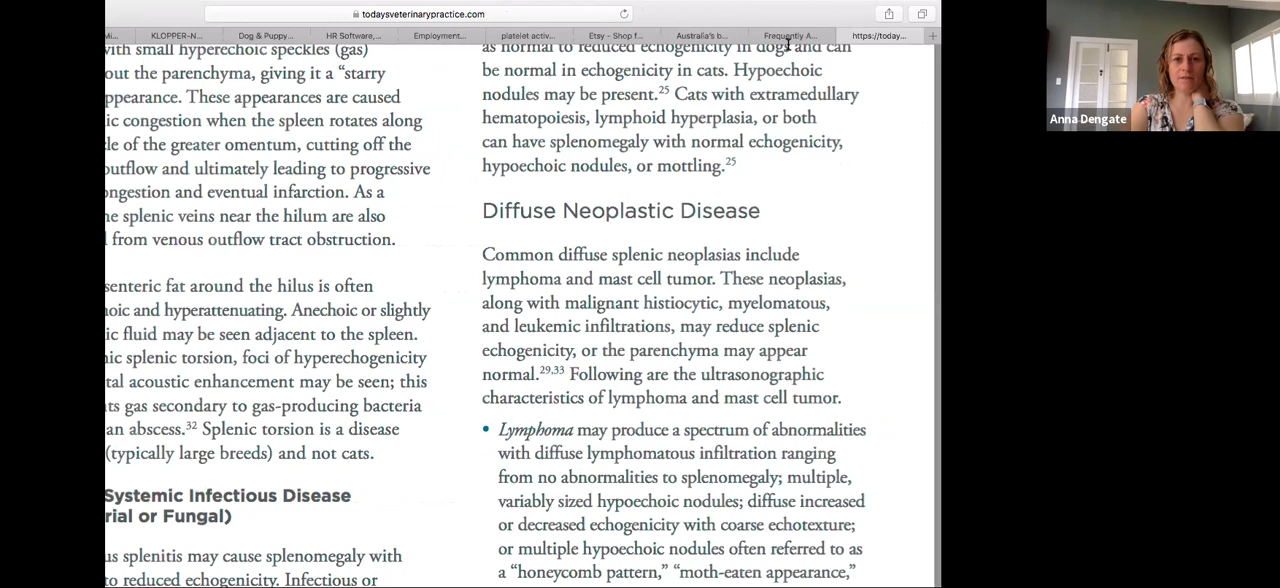 todaysveterinarypractice.com
Mi...
KLOPPER-N...
Dog & Puppy...
HR Software,...
Employment...
platelet activ...
Etsy - Shop f...
Australia's b...
Frequently A...
https://today...
with small hyperechoic speckles (gas)
out the parenchyma, giving it a “starry
ppearance. These appearances are caused
ic congestion when the spleen rotates along
le of the greater omentum, cutting off the
outflow and ultimately leading to progressive
ongestion and eventual infarction. As a
he splenic veins near the hilum are also
l from venous outflow tract obstruction.
senteric fat around the hilus is often
hoic and hyperattenuating. Anechoic or slightly
ic fluid may be seen adjacent to the spleen.
nic splenic torsion, foci of hyperechogenicity
tal acoustic enhancement may be seen; this
nts gas secondary to gas-producing bacteria
an abscess.32 Splenic torsion is a disease
(typically large breeds) and not cats.
Systemic Infectious Disease
rial or Fungal)
us splenitis may cause splenomegaly with
to reduced echogenicity. Infectious or
as normal to reduced echogenicity in dogs and can
be normal in echogenicity in cats. Hypoechoic
nodules may be present.25 Cats with extramedullary
hematopoiesis, lymphoid hyperplasia, or both
can have splenomegaly with normal echogenicity,
hypoechoic nodules, or mottling.25
Diffuse Neoplastic Disease
Common diffuse splenic neoplasias include
lymphoma and mast cell tumor. These neoplasias,
along with malignant histiocytic, myelomatous,
and leukemic infiltrations, may reduce splenic
echogenicity, or the parenchyma may appear
normal.29,33 Following are the ultrasonographic
characteristics of lymphoma and mast cell tumor.
• Lymphoma may produce a spectrum of abnormalities
with diffuse lymphomatous infiltration ranging
from no abnormalities to splenomegaly; multiple,
variably sized hypoechoic nodules; diffuse increased
or decreased echogenicity with coarse echotexture;
or multiple hypoechoic nodules often referred to as
a “honeycomb pattern,” “moth-eaten appearance,”
Anna Dengate